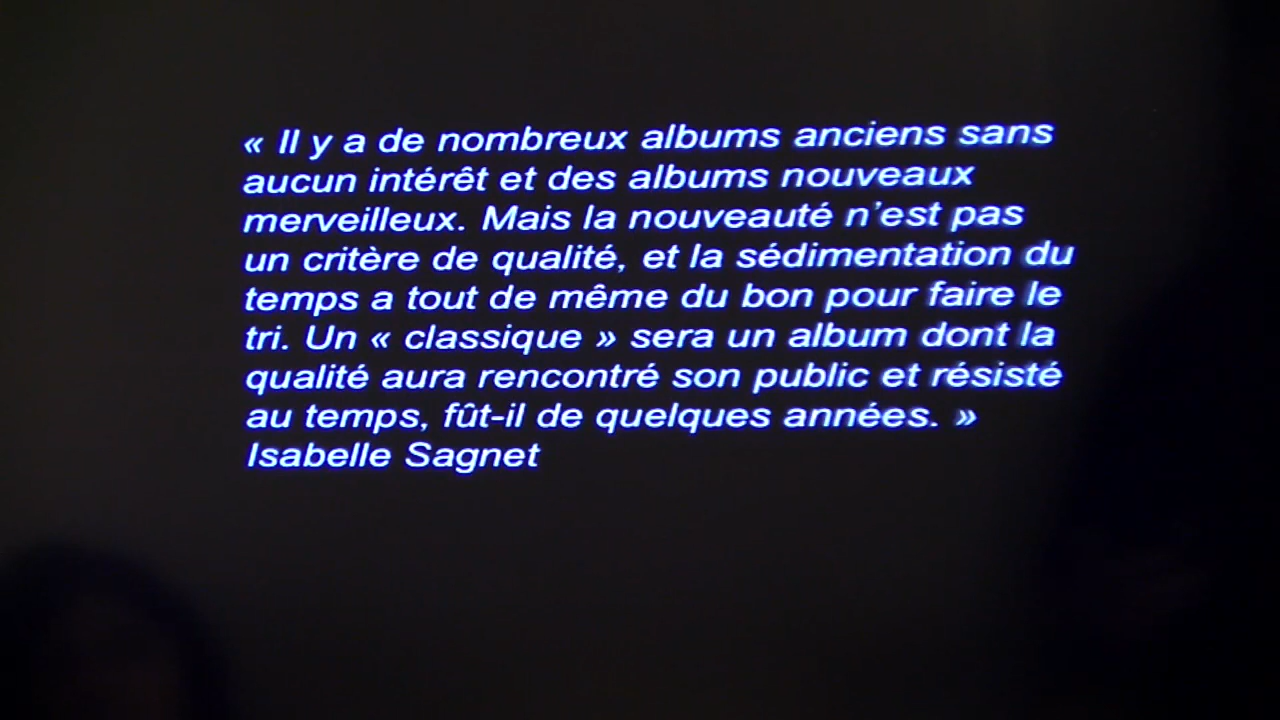 « Il y a de nombreux albums anciens sans
aucun intérêt et des albums nouveaux
merveilleux. Mais la nouveauté n’est pas
un critère de qualité, et la sédimentation du
temps a tout de même du bon pour faire le
tri. Un « classique » sera un album dont la
qualité aura rencontré son public et résisté
au temps, fût-il de quelques années. »
Isabelle Sagnet